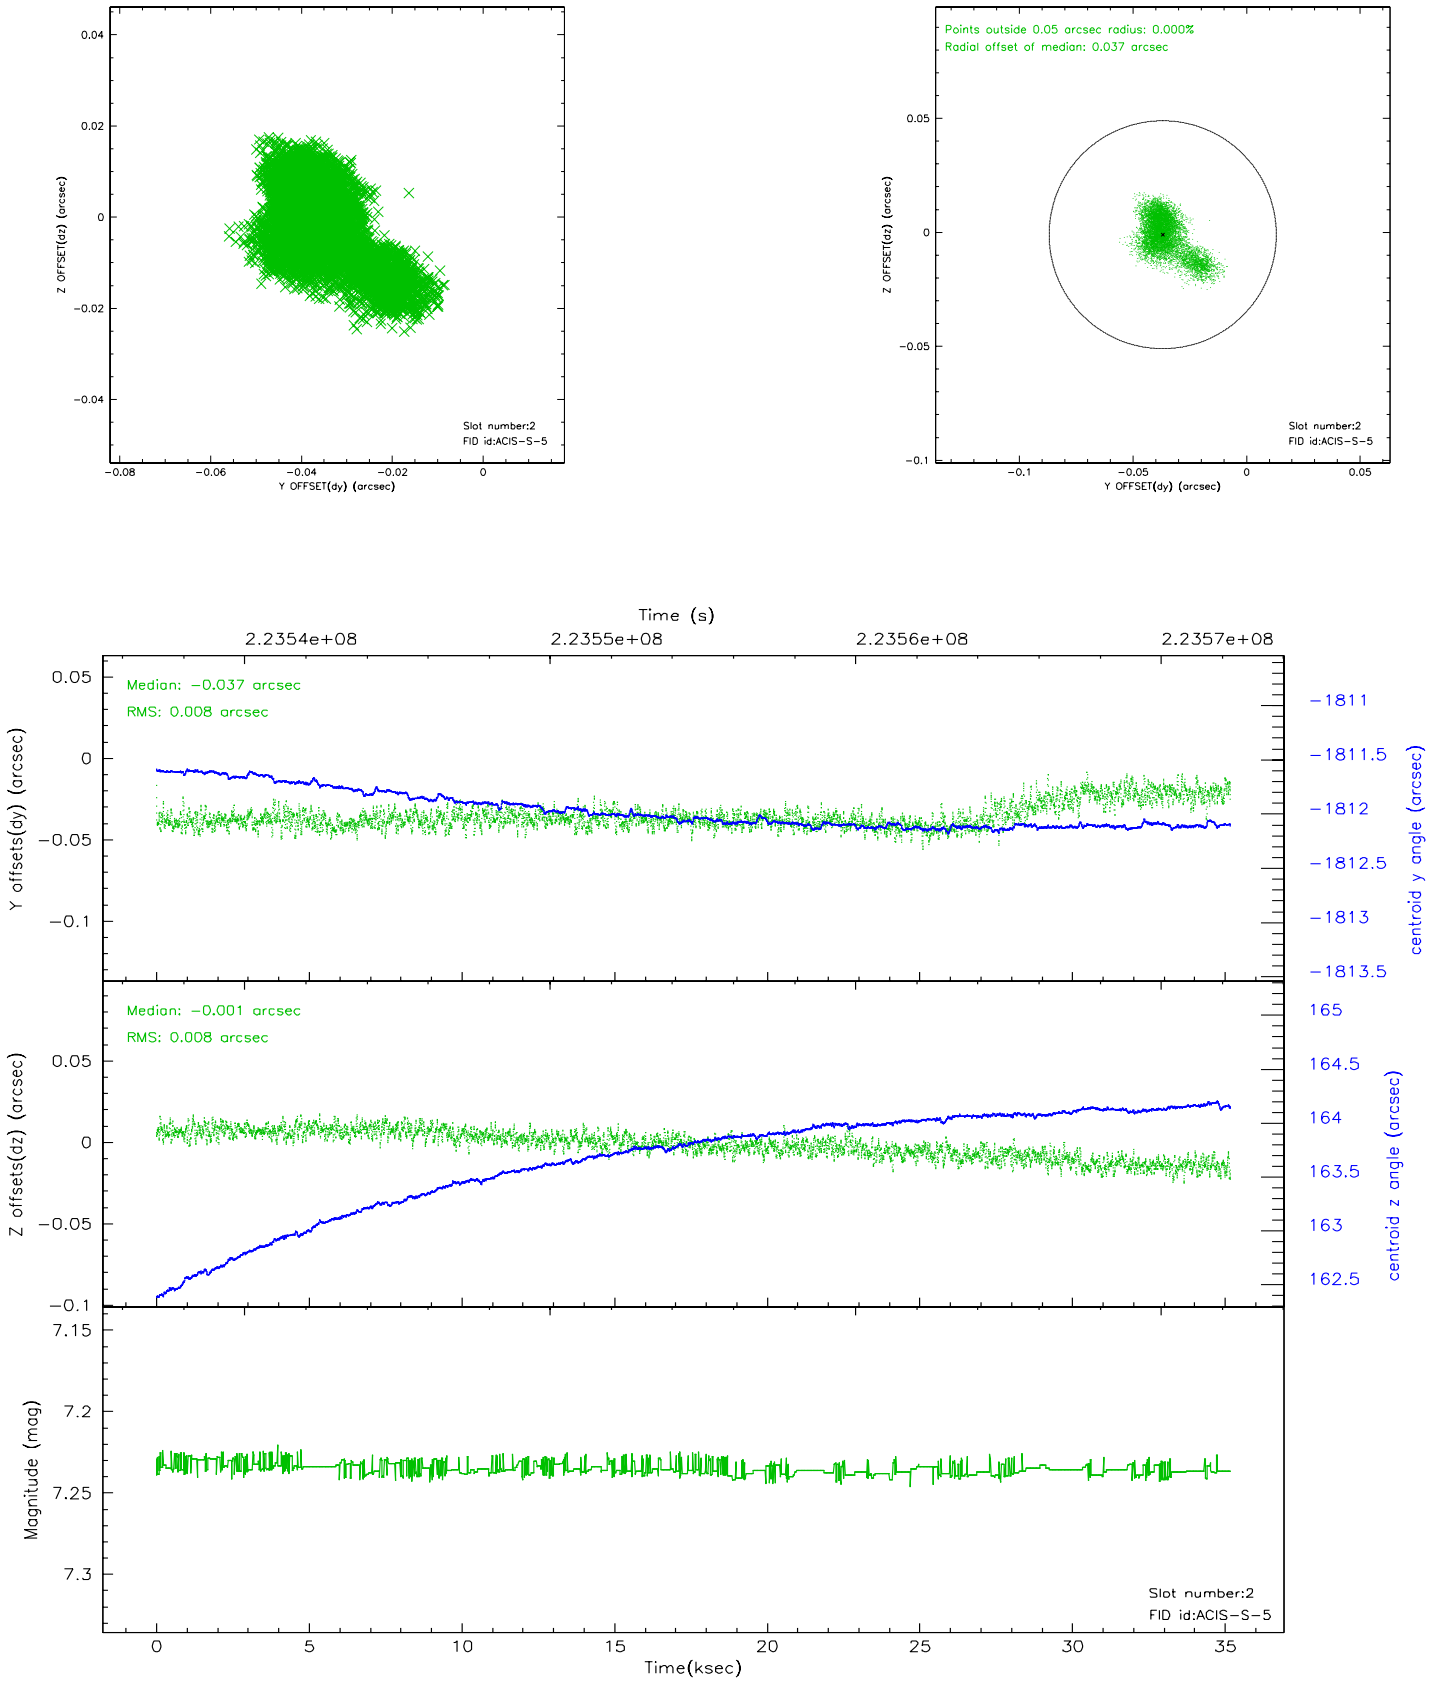 0.04
0.02
0
-0.02
-0.04
Z OFFSET(dz) (arcsec)
Slot number:2
FID id:ACIS-S-5
-0.08
-0.06
-0.04
-0.02
0
Y OFFSET(dy) (arcsec)
Points outside 0.05 arcsec radius: 0.000%
Radial offset of median: 0.037 arcsec
0.05
0
-0.05
-0.1
Z OFFSET(dz) (arcsec)
Slot number:2
FID id:ACIS-S-5
-0.1
-0.05
0
0.05
Y OFFSET(dy) (arcsec)
Time (s)
2.2354e+08
2.2355e+08
2.2356e+08
2.2357e+08
Median: -0.037 arcsec
RMS: 0.008 arcsec
0.05
0
-0.05
-0.1
Y offsets(dy) (arcsec)
-1811
-1811.5
-1812
-1812.5
-1813
-1813.5
centroid y angle (arcsec)
Median: -0.001 arcsec
RMS: 0.008 arcsec
0.05
0
-0.05
-0.1
Z offsets(dz) (arcsec)
165
164.5
164
163.5
163
162.5
centroid z angle (arcsec)
7.15
7.2
7.25
7.3
Magnitude (mag)
Slot number:2
FID id:ACIS-S-5
0
5
10
15
20
25
30
35
Time(ksec)